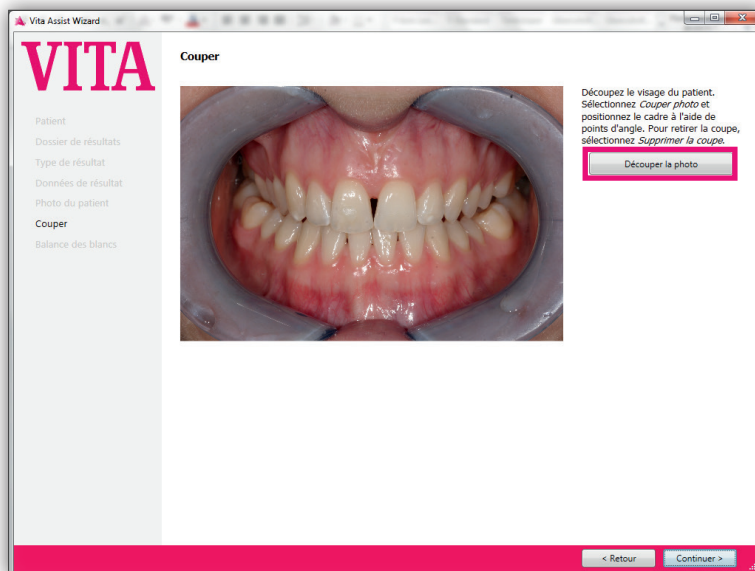 Vita Assist Wizard
VITA
Patient
Dossier de résultats
Type de résultat
Données de résultat
Photo du patient
Couper
Balance des blancs
Couper
Découpez le visage du patient.
Sélectionnez Couper photo et
positionnez le cadre à l'aide de
points d'angle. Pour retirer la coupe,
sélectionnez Supprimer la coupe.
Découper la photo
< Retour
Continuer >